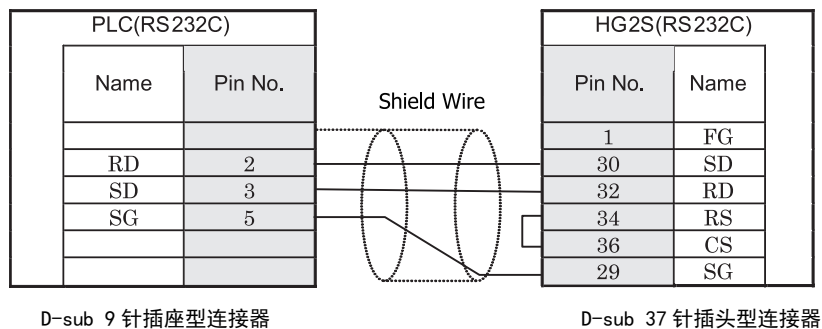 PLC(RS232C) HG2S(RS232C)
Name Pin No. Pin No. Name
Shield Wire
1 FG
RD 2 30 SD
SD 3 32 RD
SG 5 34 RS
36 CS
29 SG
D-sub 9 针插座型连接器 D-sub 37 针插头型连接器